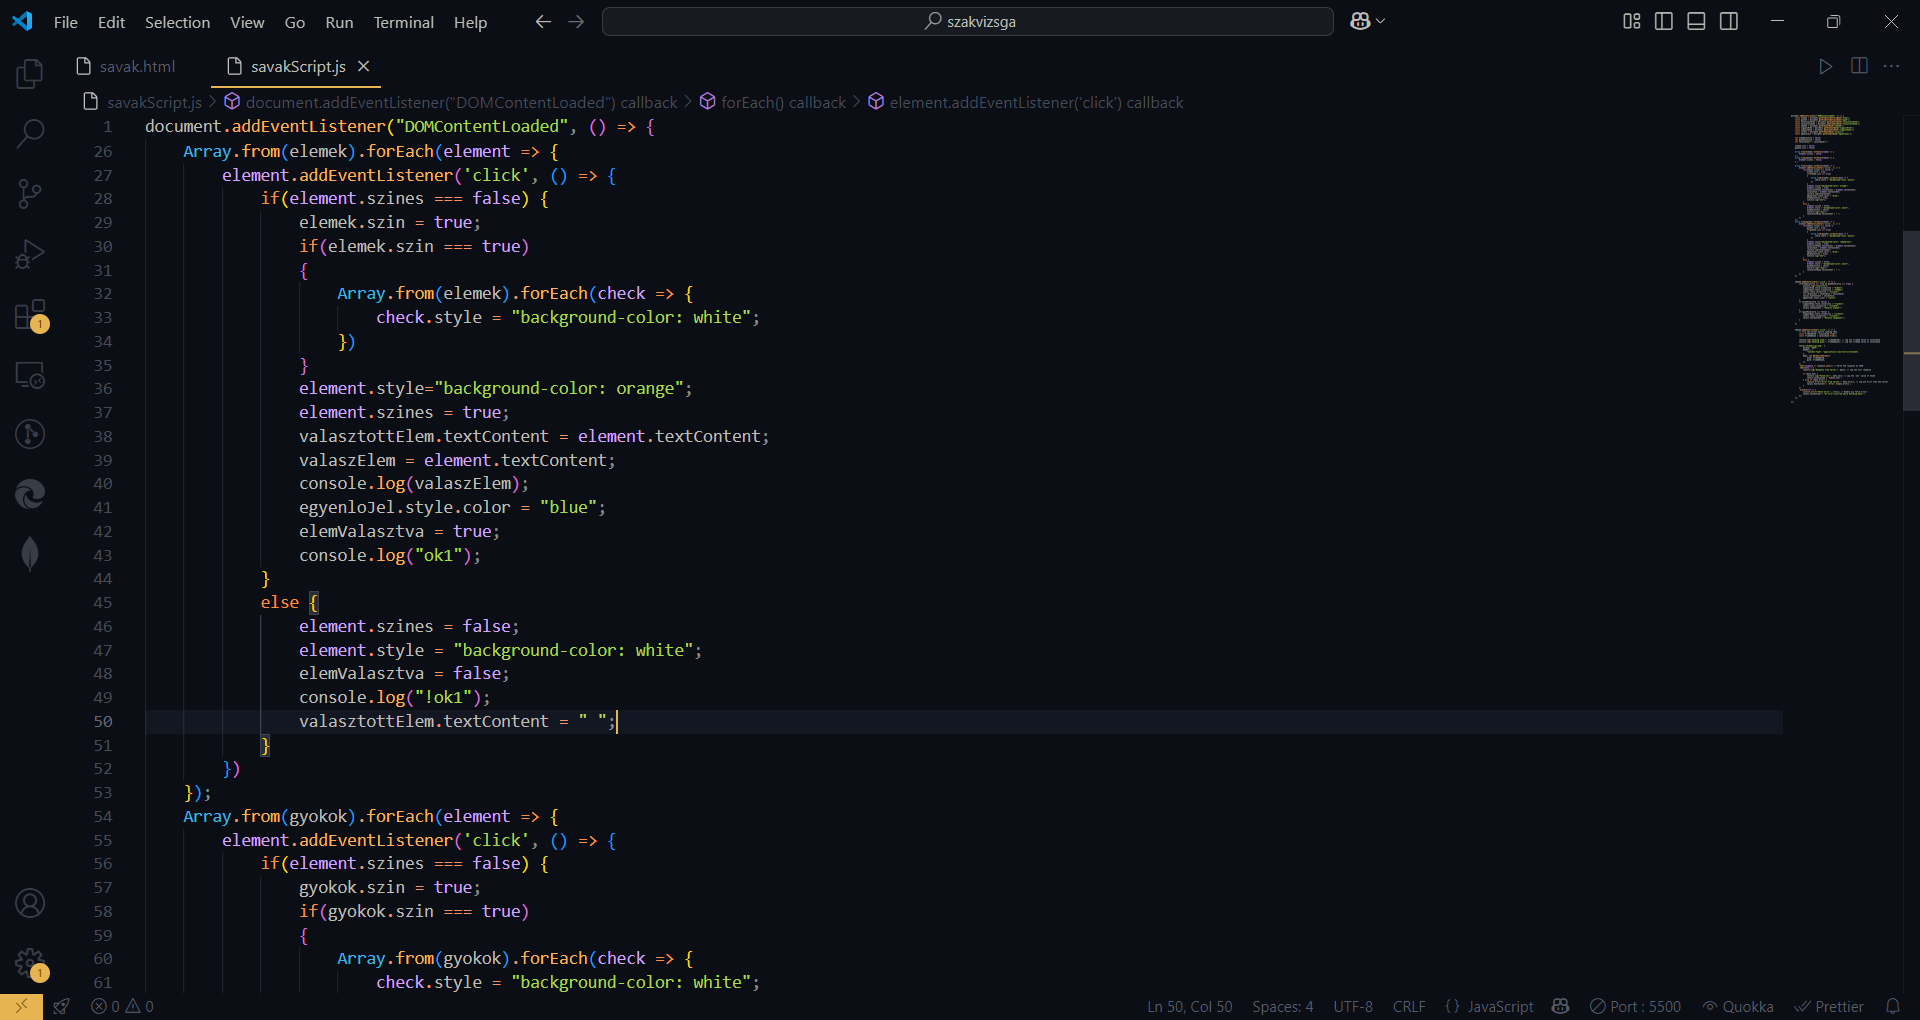 File Edit Selection View Go Run Terminal Help szakvizsga
savak.html savakScript.js
savakScript.js > document.addEventListener("DOMContentLoaded") callback > forEach() callback > element.addEventListener('click') callback
1 document.addEventListener("DOMContentLoaded", () => {
26 Array.from(elemek).forEach(element => {
27 element.addEventListener('click', () => {
28 if(element.szines === false) {
29 elemek.szin = true;
30 if(elemek.szin === true)
31 {
32 Array.from(elemek).forEach(check => {
33 check.style = "background-color: white";
34 })
35 }
36 element.style="background-color: orange";
37 element.szines = true;
38 valasztottElem.textContent = element.textContent;
39 valaszElem = element.textContent;
40 console.log(valaszElem);
41 egyenloJel.style.color = "blue";
42 elemValasztva = true;
43 console.log("ok1");
44 }
45 else {
46 element.szines = false;
47 element.style = "background-color: white";
48 elemValasztva = false;
49 console.log("!ok1");
50 valasztottElem.textContent = " ";
51 }
52 })
53 });
54 Array.from(gyokok).forEach(element => {
55 element.addEventListener('click', () => {
56 if(element.szines === false) {
57 gyokok.szin = true;
58 if(gyokok.szin === true)
59 {
60 Array.from(gyokok).forEach(check => {
61 check.style = "background-color: white";
1
1
0 0 Ln 50, Col 50 Spaces: 4 UTF-8 CRLF {} JavaScript Port : 5500 Quokka Prettier